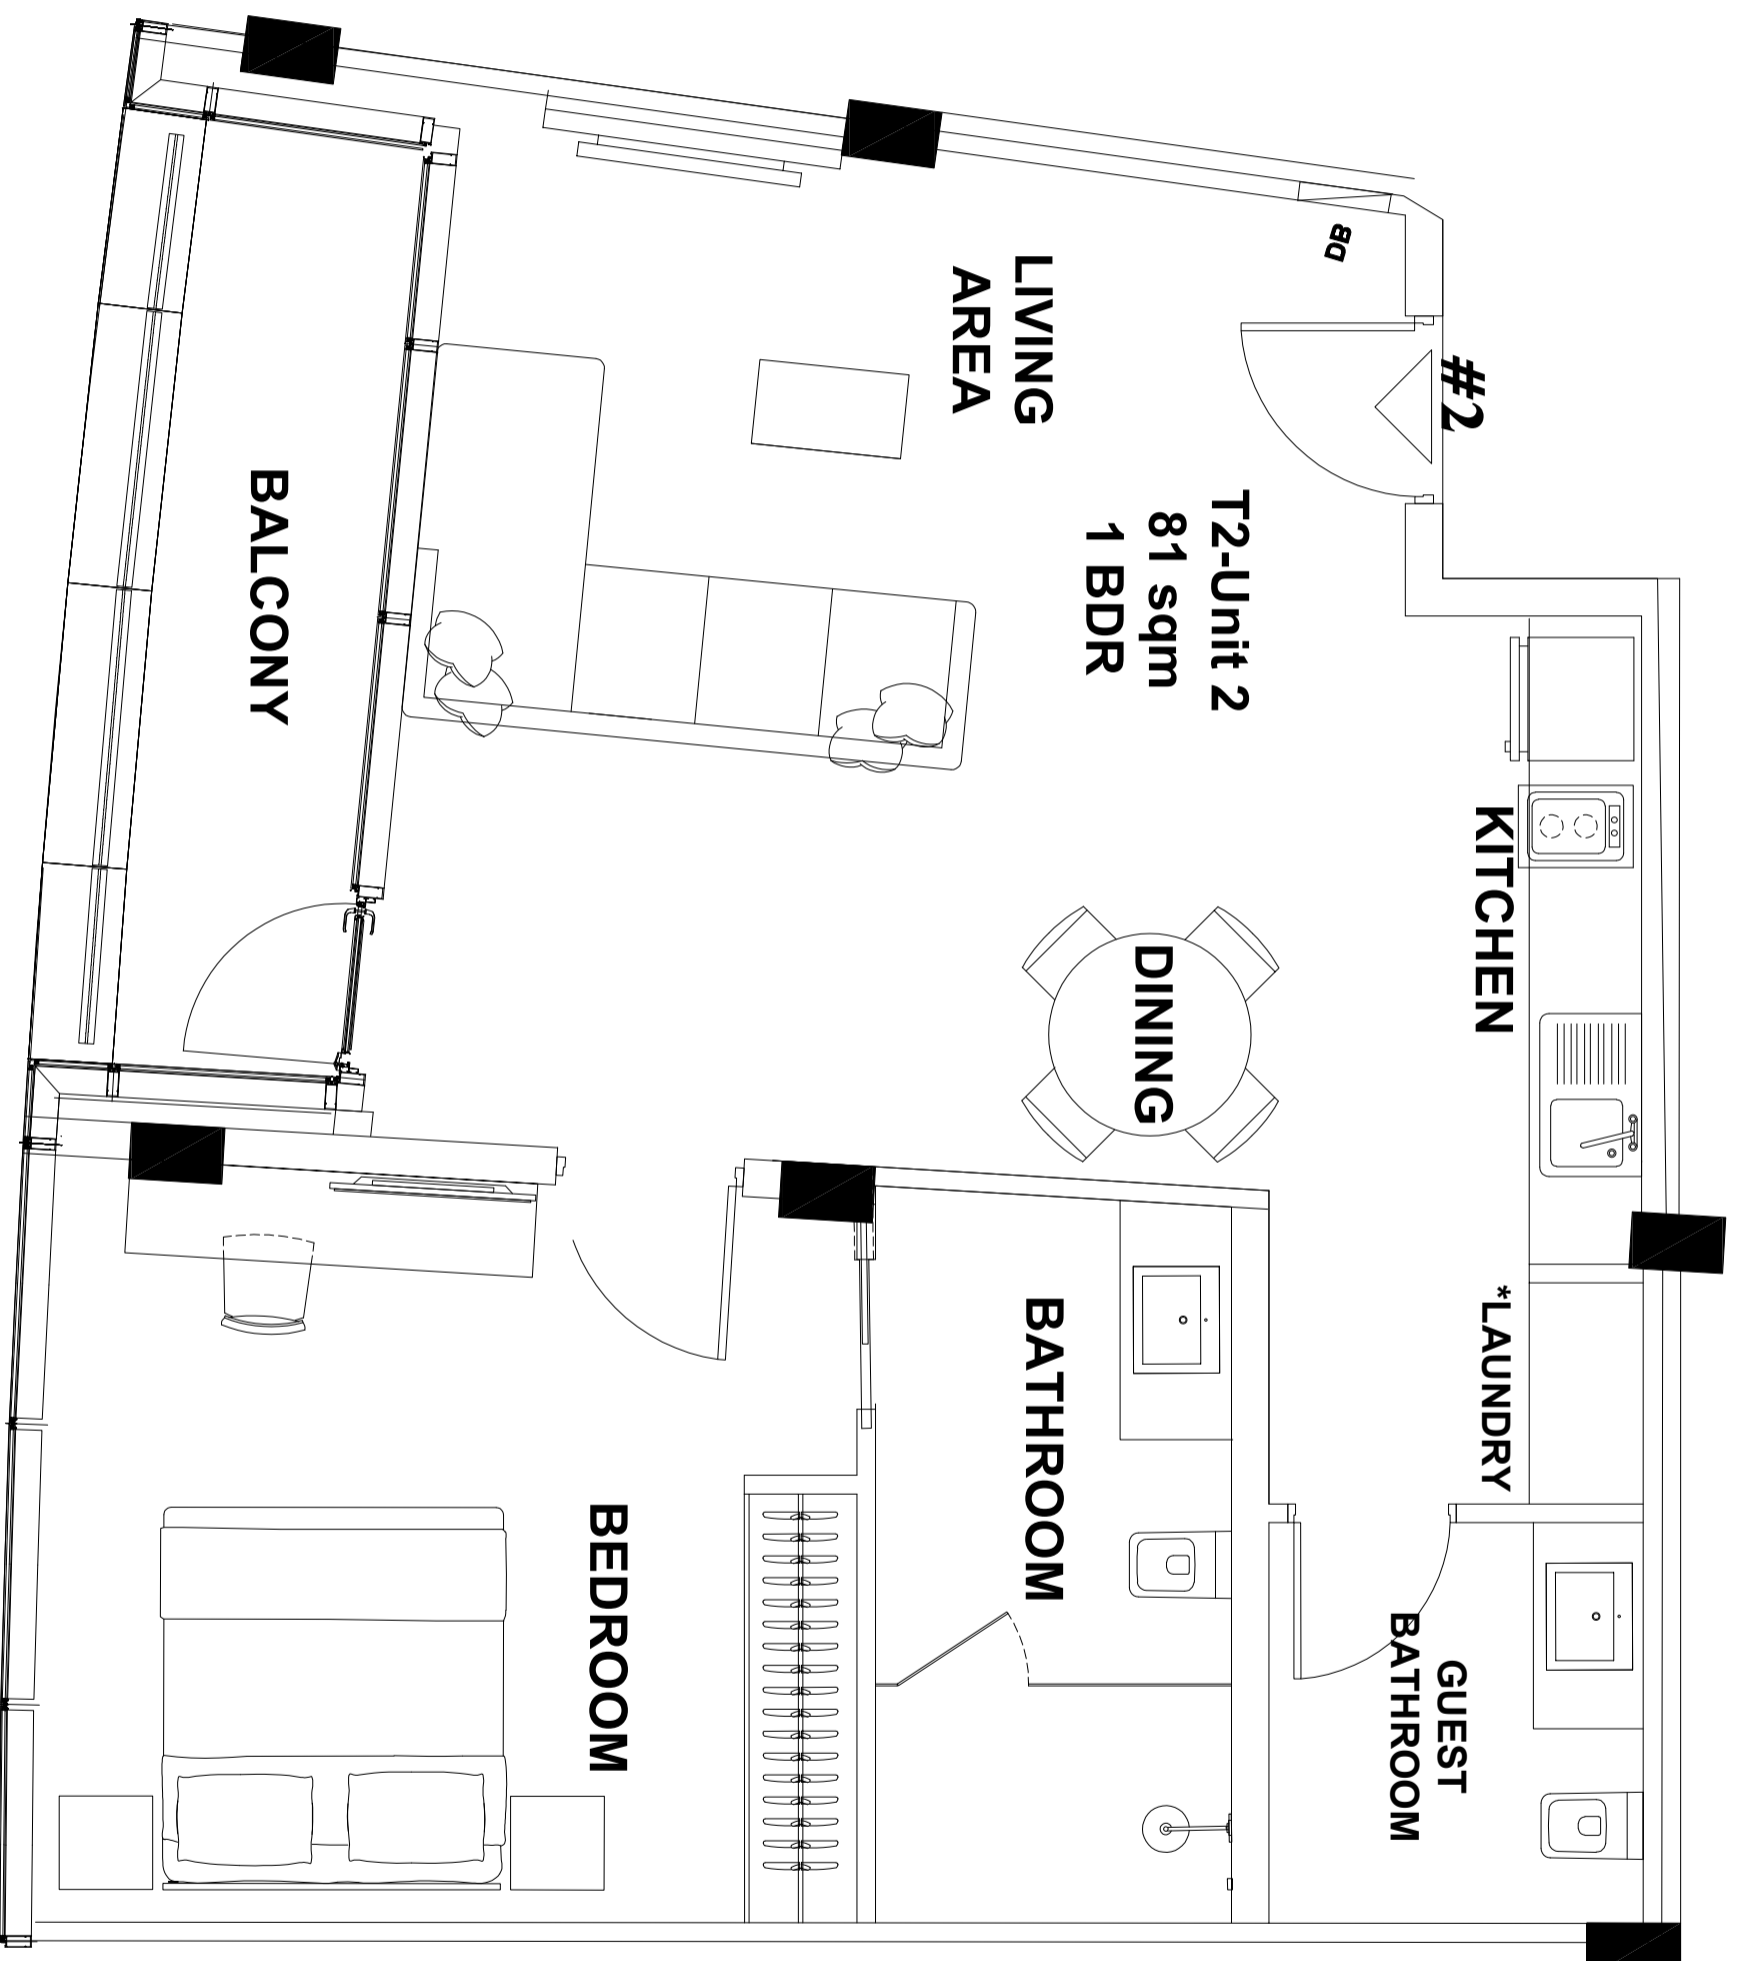 #2
DB
LIVING
AREA
T2-Unit 2
81 sqm
1 BDR
BALCONY
KITCHEN
DINING
*LAUNDRY
BATHROOM
GUEST
BATHROOM
BEDROOM